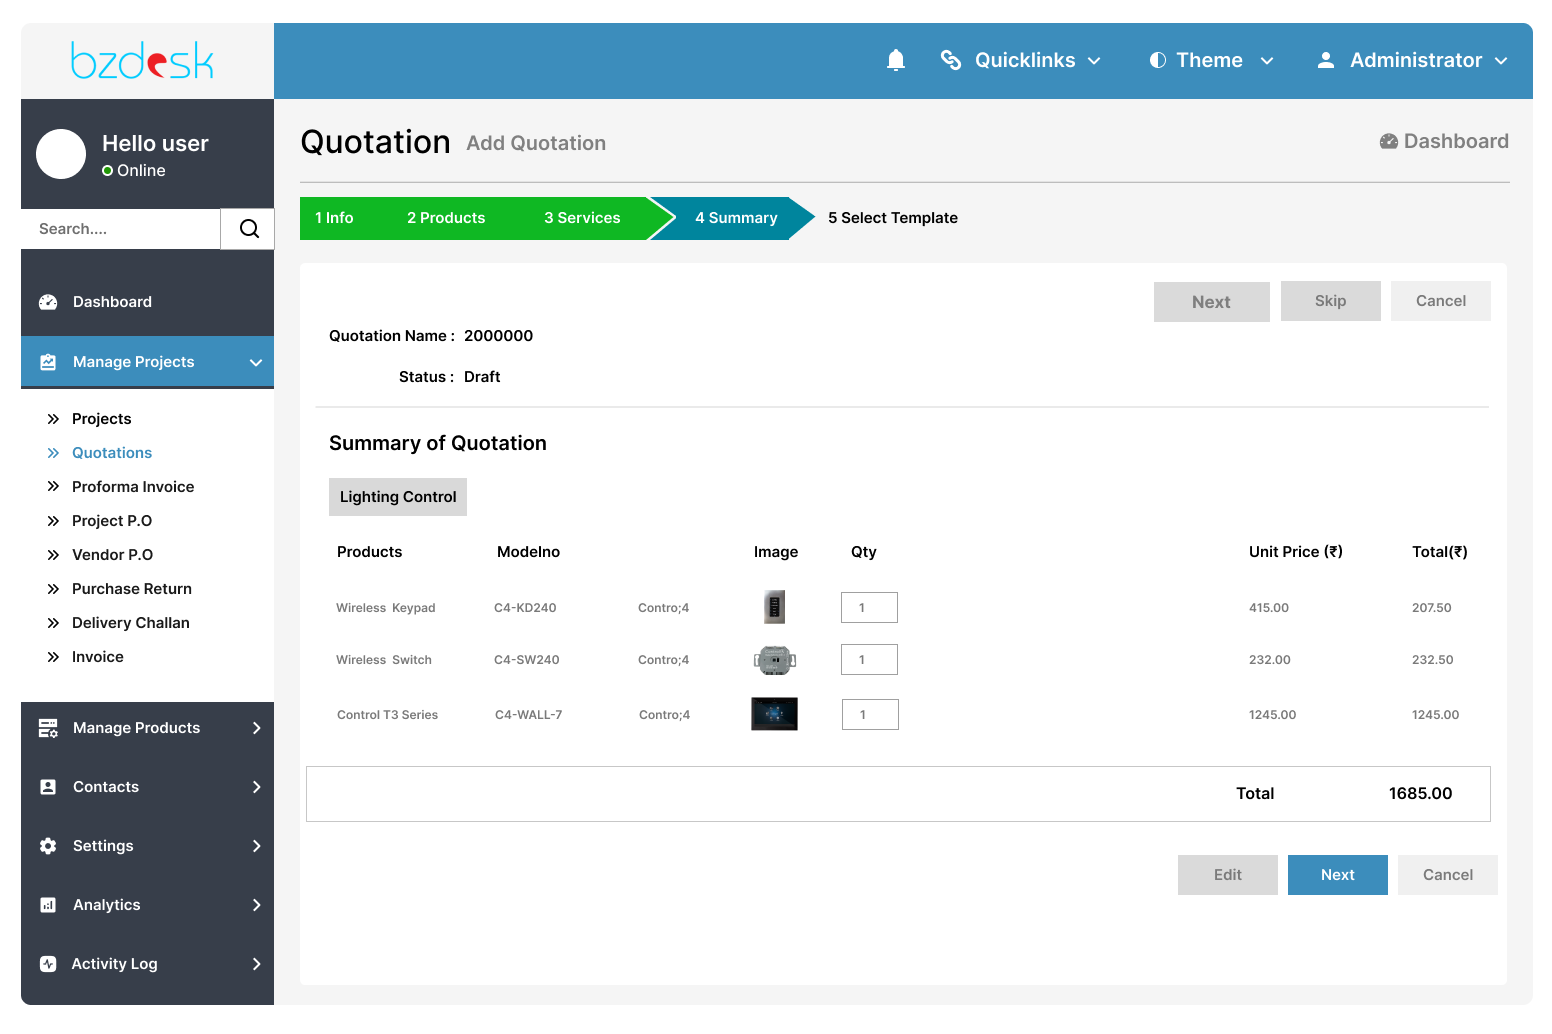 bzdesk
Quicklinks
Theme
Administrator
Hello user
Online
Search....
Dashboard
Manage Projects
Projects
Quotations
Proforma Invoice
Project P.O
Vendor P.O
Purchase Return
Delivery Challan
Invoice
Manage Products
Contacts
Settings
Analytics
Activity Log
Quotation Add Quotation
Dashboard
1 Info 2 Products 3 Services 4 Summary 5 Select Template
Next Skip Cancel
Quotation Name : 2000000
Status : Draft
Summary of Quotation
Lighting Control
Products Modelno Image Qty Unit Price (₹) Total(₹)
Wireless Keypad C4-KD240 Contro;4 1 415.00 207.50
Wireless Switch C4-SW240 Contro;4 1 232.00 232.50
Control T3 Series C4-WALL-7 Contro;4 1 1245.00 1245.00
Total 1685.00
Edit Next Cancel